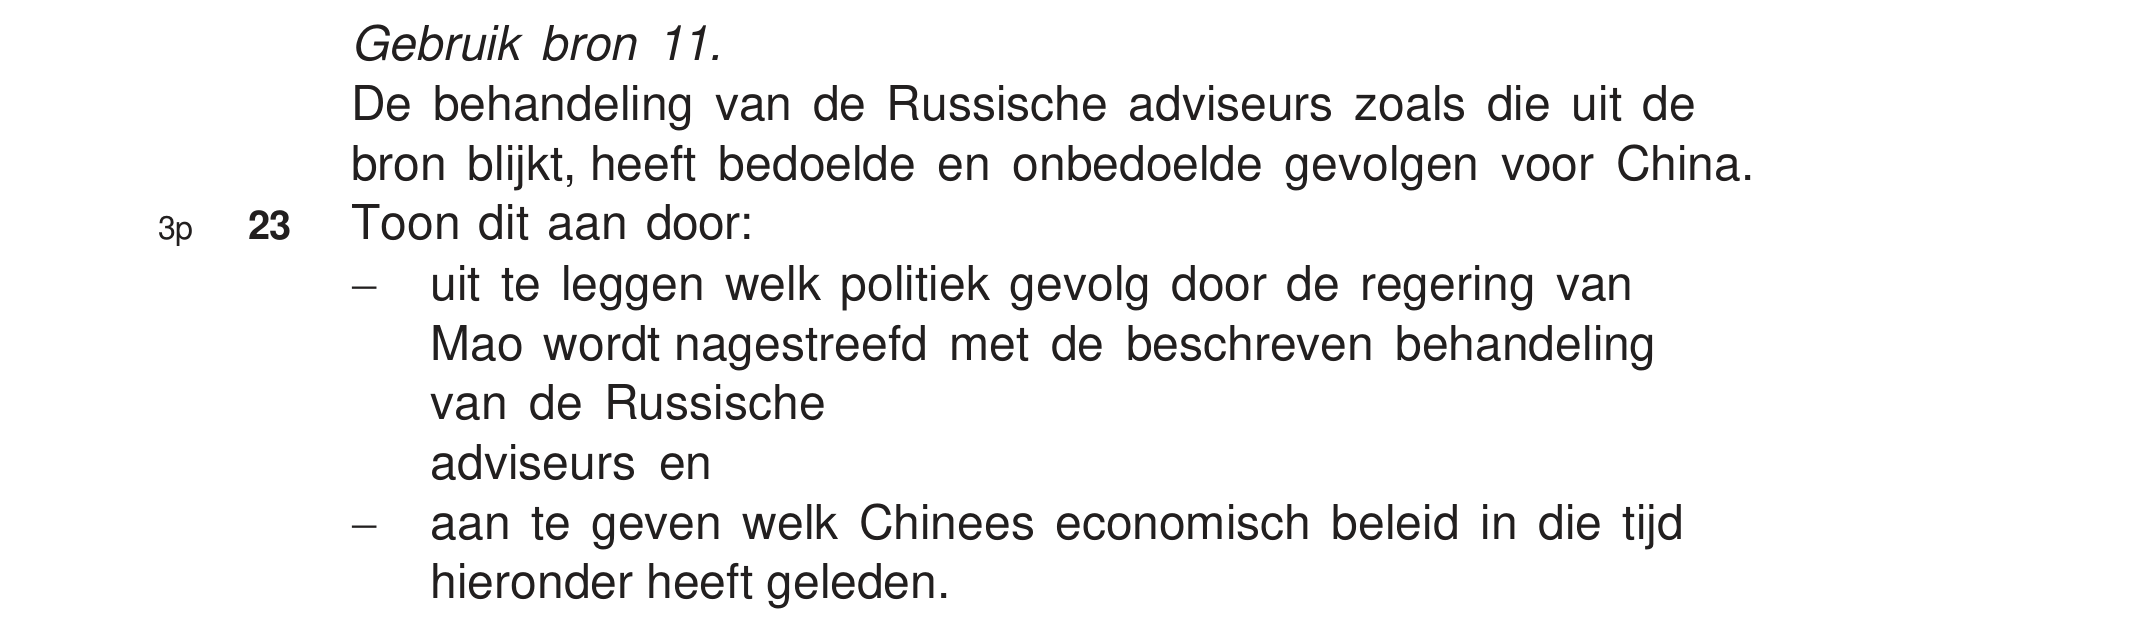 Gebruik bron 11.
De behandeling van de Russische adviseurs zoals die uit de
bron blijkt, heeft bedoelde en onbedoelde gevolgen voor China.
3p 23 Toon dit aan door:
– uit te leggen welk politiek gevolg door de regering van
Mao wordt nagestreefd met de beschreven behandeling
van de Russische
adviseurs en
– aan te geven welk Chinees economisch beleid in die tijd
hieronder heeft geleden.